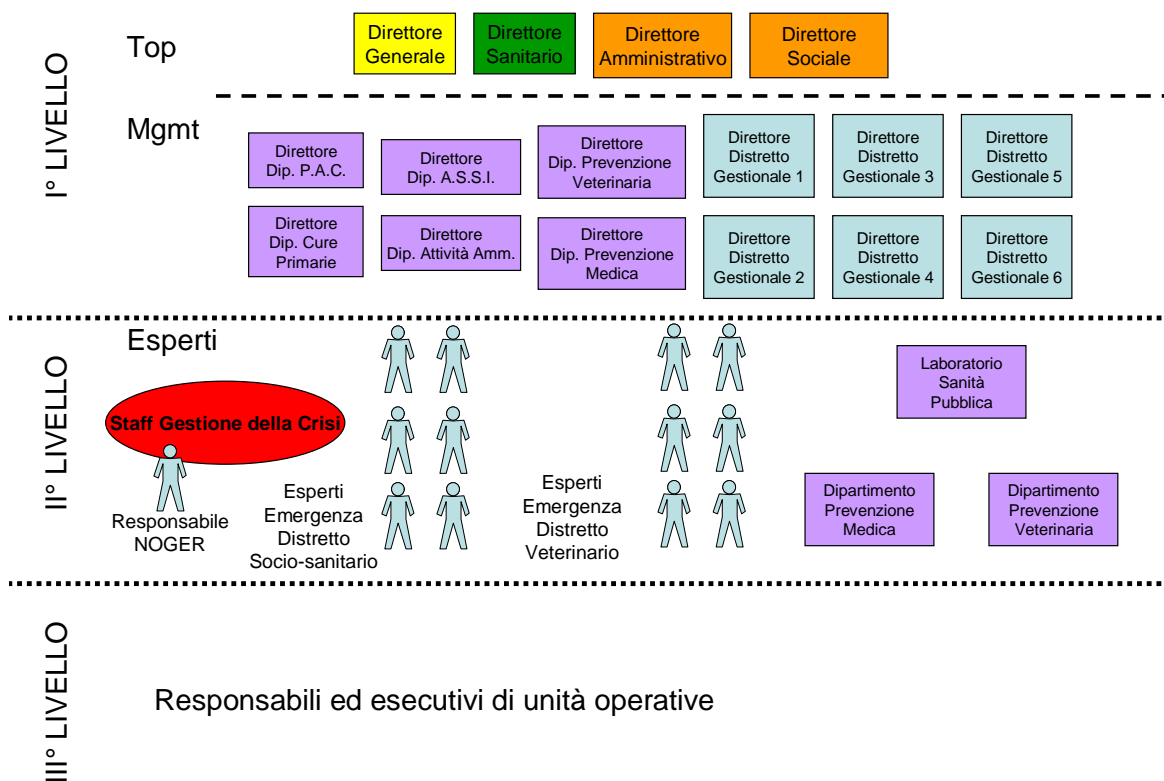 I° LIVELLO
Top
Direttore
Generale
Direttore
Sanitario
Direttore
Amministrativo
Direttore
Sociale
Mgmt
Direttore
Dip. P.A.C.
Direttore
Dip. A.S.S.I.
Direttore
Dip. Prevenzione
Veterinaria
Direttore
Distretto
Gestionale 1
Direttore
Distretto
Gestionale 3
Direttore
Distretto
Gestionale 5
Direttore
Dip. Cure
Primarie
Direttore
Dip. Attività Amm.
Direttore
Dip. Prevenzione
Medica
Direttore
Distretto
Gestionale 2
Direttore
Distretto
Gestionale 4
Direttore
Distretto
Gestionale 6
II° LIVELLO
Esperti
Staff Gestione della Crisi
Responsabile
NOGER
Esperti
Emergenza
Distretto
Socio-sanitario
Esperti
Emergenza
Distretto
Veterinario
Laboratorio
Sanità
Pubblica
Dipartimento
Prevenzione
Medica
Dipartimento
Prevenzione
Veterinaria
III° LIVELLO
Responsabili ed esecutivi di unità operative